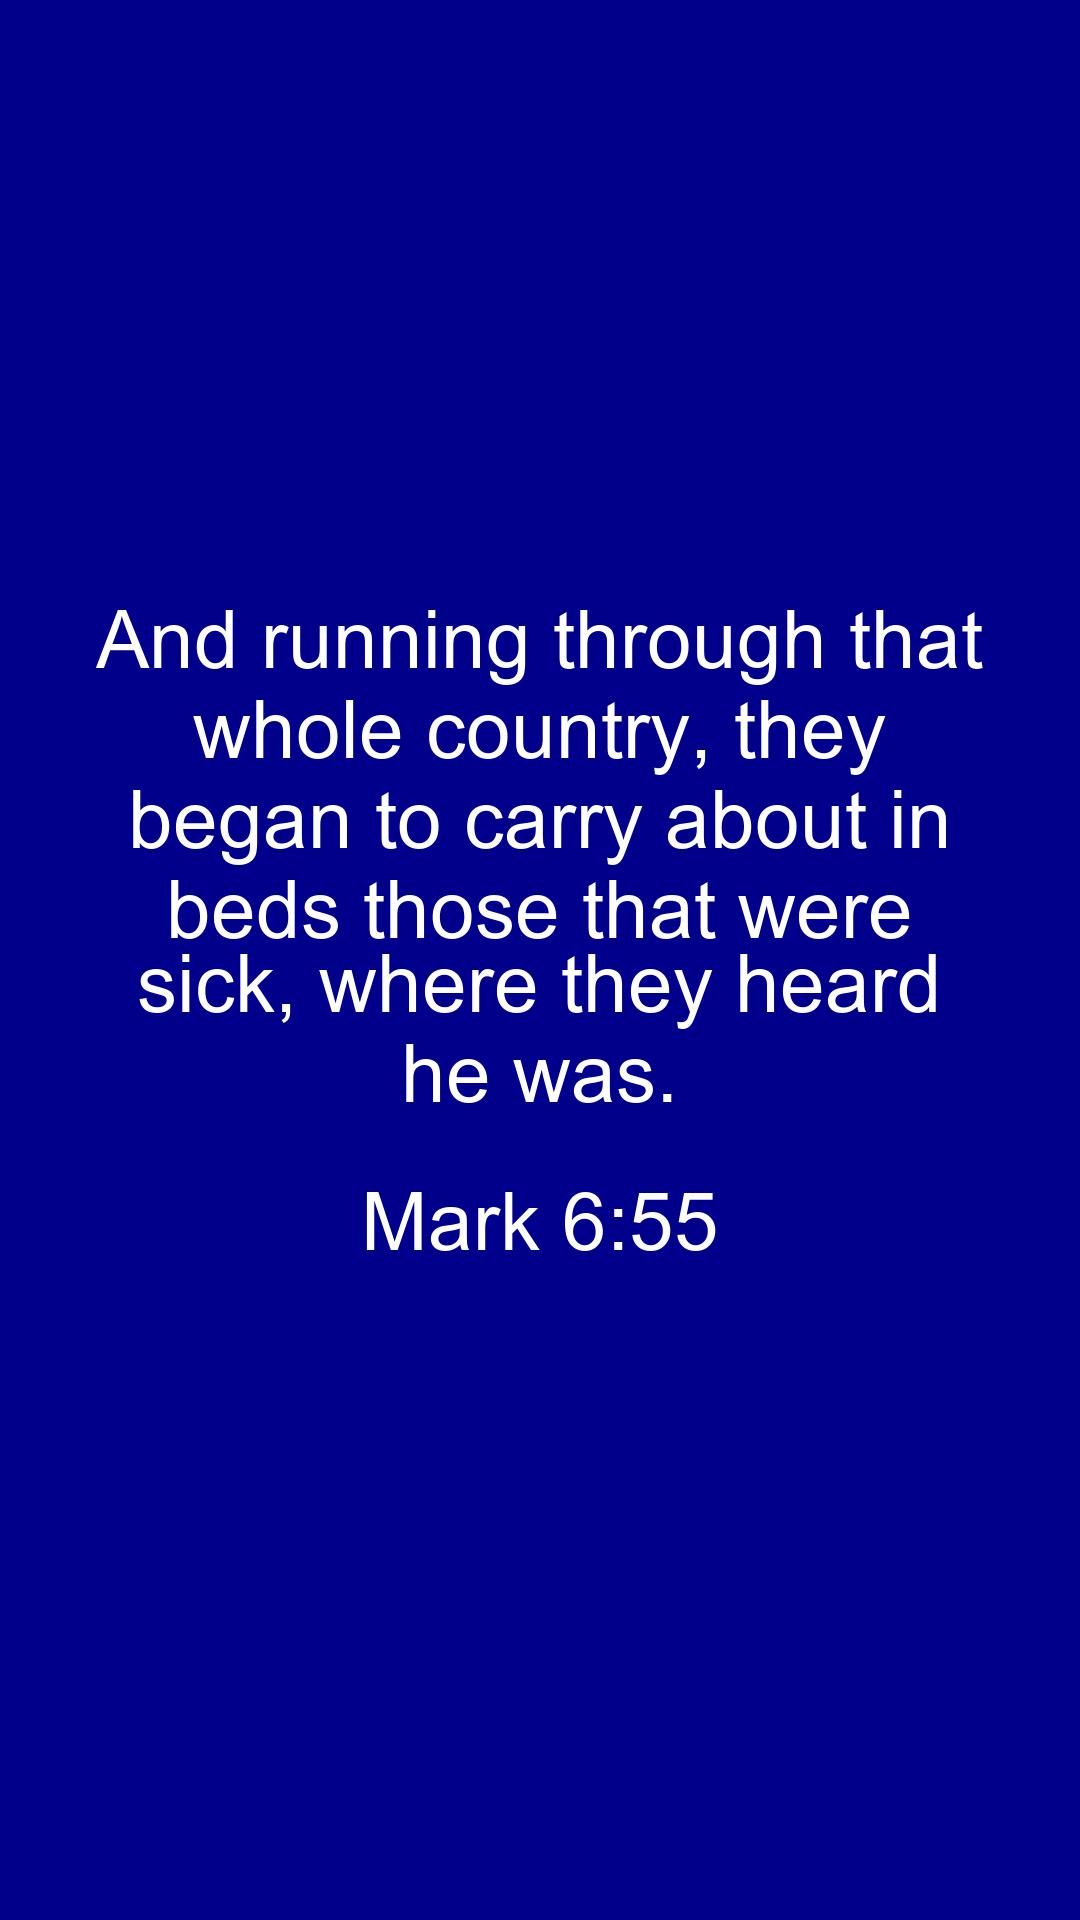 And running through that
whole country, they
began to carry about in
beds those that were
sick, where they heard
he was.
Mark 6:55